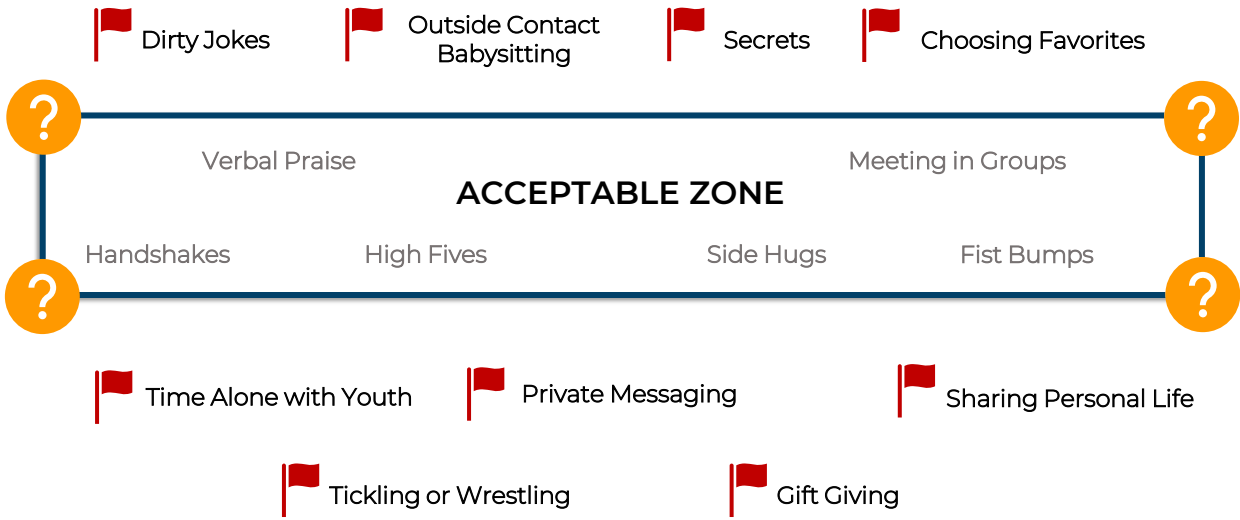 Dirty Jokes
Outside Contact
Babysitting
Secrets
Choosing Favorites
?
?
Verbal Praise
Meeting in Groups
ACCEPTABLE ZONE
Handshakes
High Fives
Side Hugs
Fist Bumps
?
?
Time Alone with Youth
Private Messaging
Sharing Personal Life
Tickling or Wrestling
Gift Giving